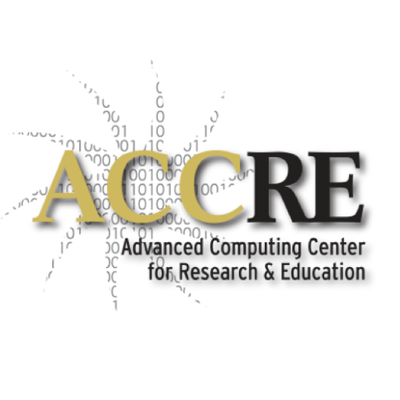 ACCRE
Advanced Computing Center
for Research & Education